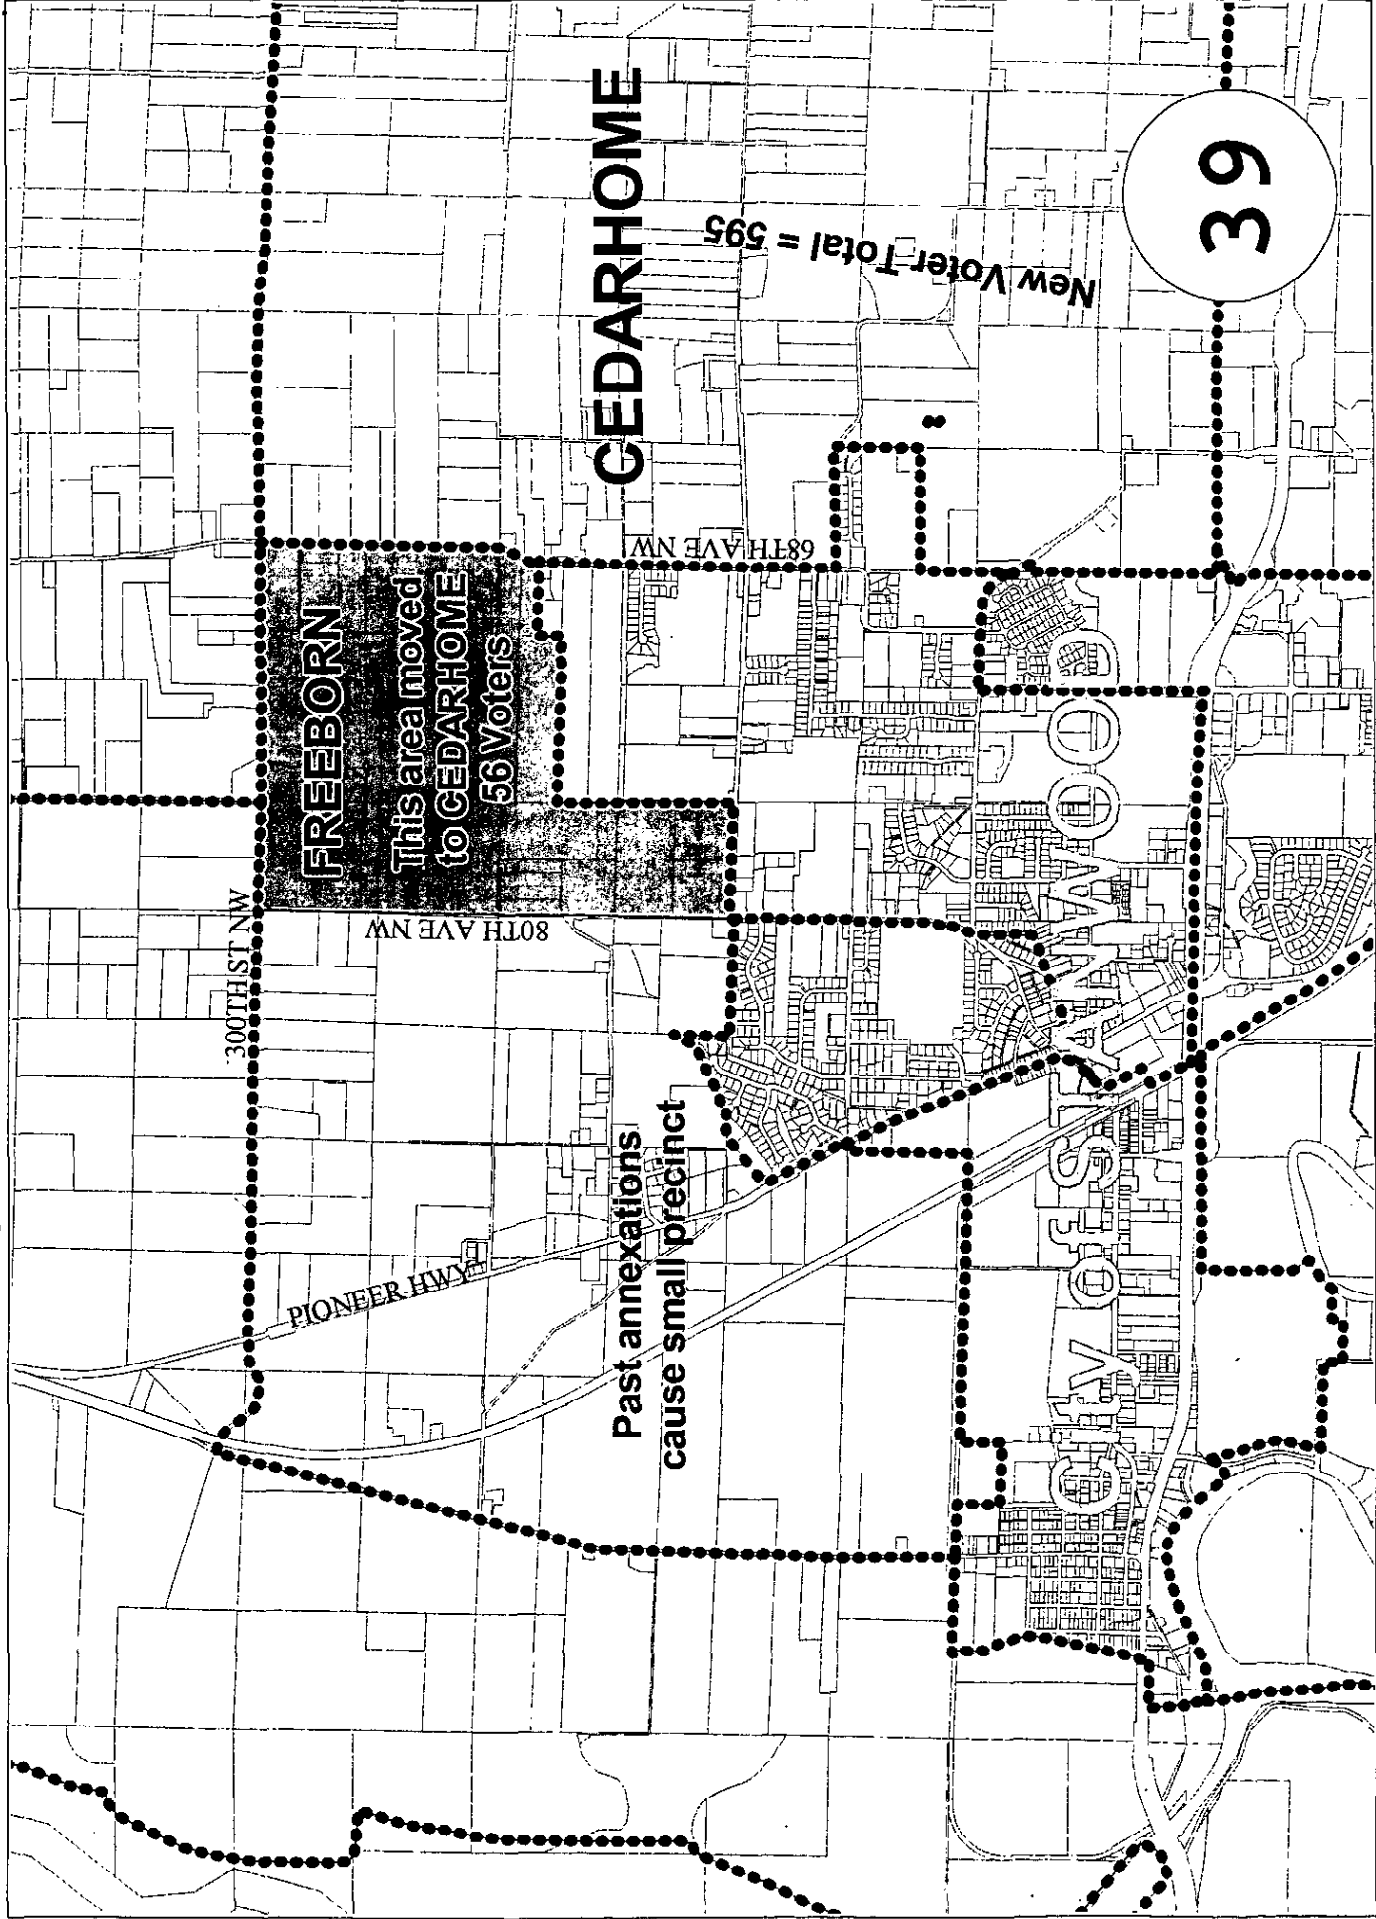 300TH ST NW
FREEBORN
This area moved
to CEDARHOME
56 Voters
80TH AVE NW
68TH AVE NW
CEDARHOME
New Voter Total = 595
PIONEER HWY
Past annexations
cause small precinct
City of STANWOOD
39